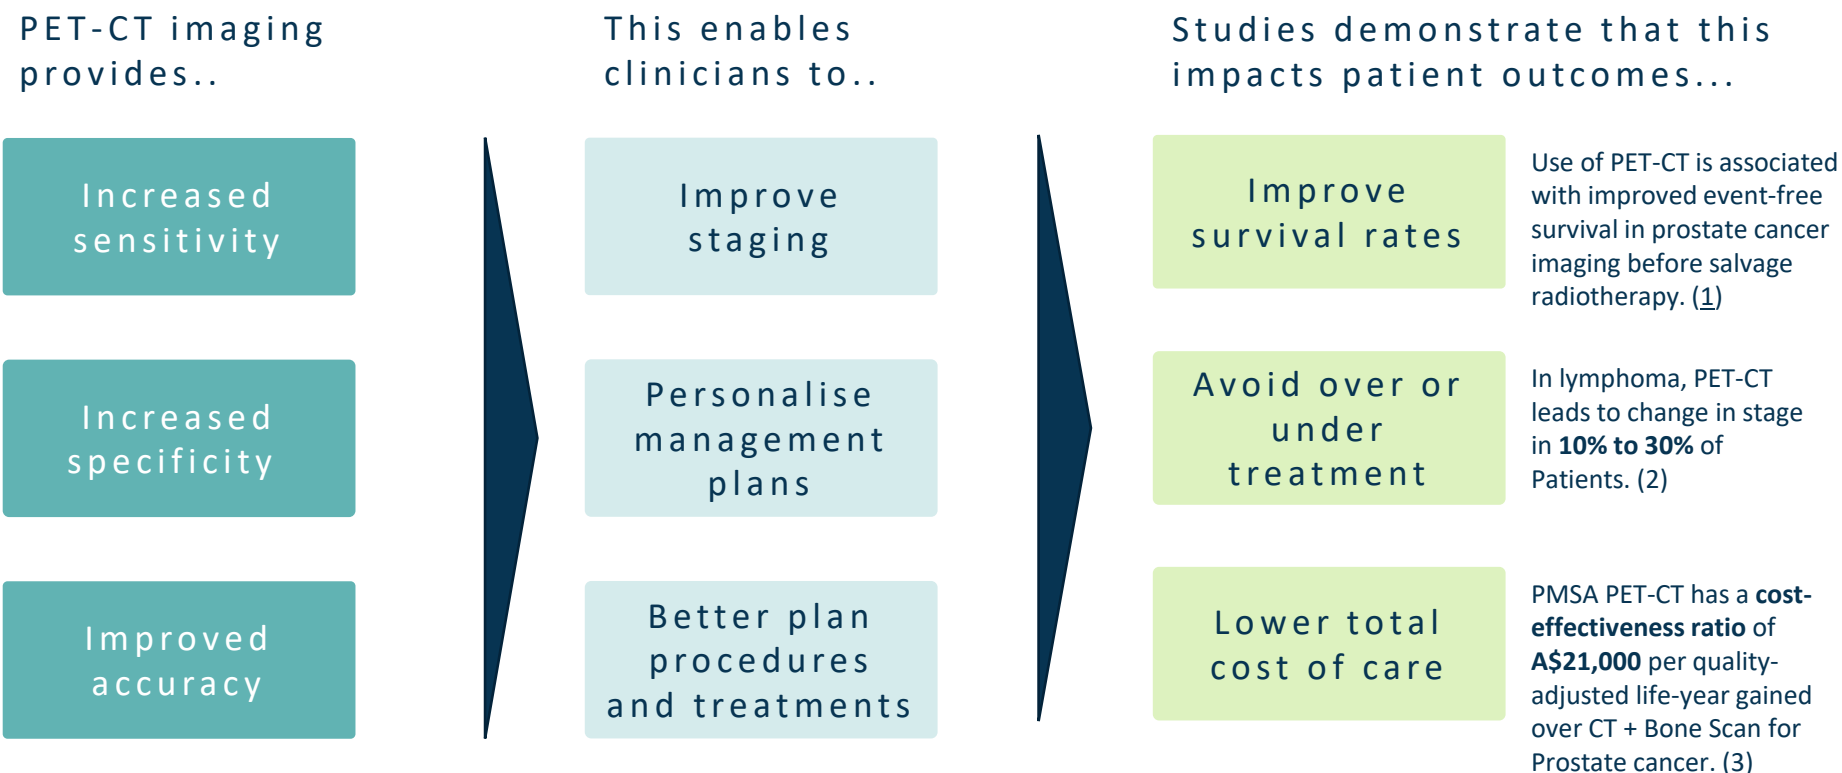 PET-CT imaging
provides..
Increased
sensitivity
Increased
specificity
Improved
accuracy
This enables
clinicians to..
Improve
staging
Personalise
management
plans
Better plan
procedures
and treatments
Studies demonstrate that this
impacts patient outcomes...
Improve
survival rates
Use of PET-CT is associated
with improved event-free
survival in prostate cancer
imaging before salvage
radiotherapy. (1)
Avoid over or
under
treatment
In lymphoma, PET-CT
leads to change in stage
in 10% to 30% of
Patients. (2)
Lower total
cost of care
PMSA PET-CT has a cost-
effectiveness ratio of
A$21,000 per quality-
adjusted life-year gained
over CT + Bone Scan for
Prostate cancer. (3)